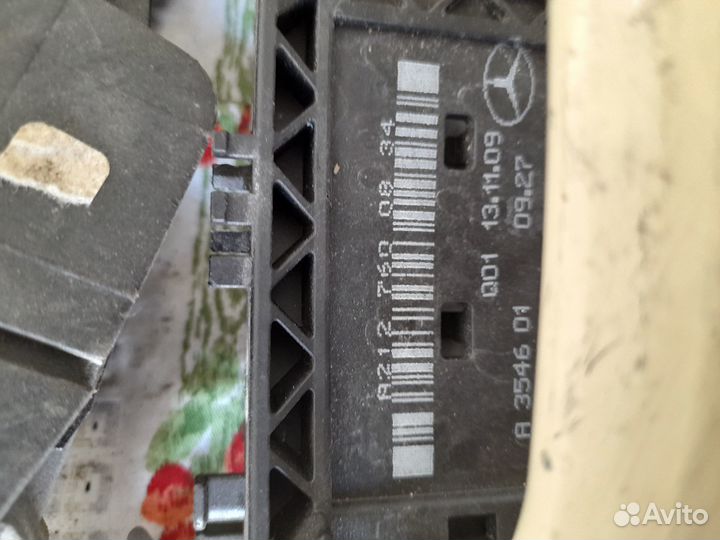 A212 760 08 34
Q01 13.11.09
A 3546 01 09.27
Avito